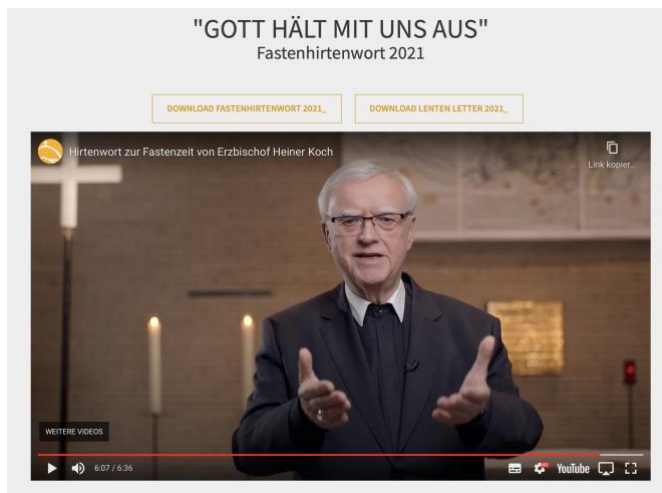 "GOTT HÄLT MIT UNS AUS"
Fastenhirtenwort 2021
DOWNLOAD FASTENHIRTENWORT 2021_
DOWNLOAD LENTEN LETTER 2021_
Hirtenwort zur Fastenzeit von Erzbischof Heiner Koch
Link kopier...
WEITERE VIDEOS
6:07 / 6:36
YouTube